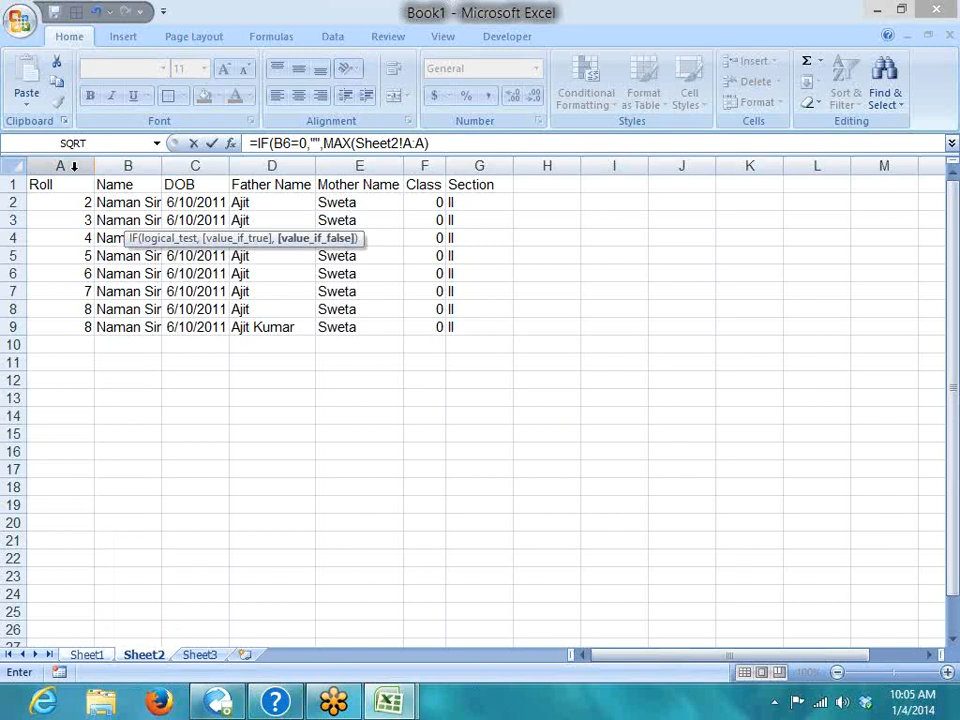 Book1 - Microsoft Excel
Home Insert Page Layout Formulas Data Review View Developer
Paste
11
General
Conditional Formatting
Format as Table
Cell Styles
Insert
Delete
Format
Sort & Filter
Find & Select
Clipboard Font Alignment Number Styles Cells Editing
SQRT =IF(B6=0,"",MAX(Sheet2!A:A)
A B C D E F G H I J K L M
1 Roll Name DOB Father Name Mother Name Class Section
2 2 Naman Sir 6/10/2011 Ajit Sweta 0 II
3 3 Naman Sir 6/10/2011 Ajit Sweta 0 II
4 4 Nam IF(logical_test, [value_if_true], [value_if_false]) 0 II
5 5 Naman Sir 6/10/2011 Ajit Sweta 0 II
6 6 Naman Sir 6/10/2011 Ajit Sweta 0 II
7 7 Naman Sir 6/10/2011 Ajit Sweta 0 II
8 8 Naman Sir 6/10/2011 Ajit Sweta 0 II
9 8 Naman Sir 6/10/2011 Ajit Kumar Sweta 0 II
10
11
12
13
14
15
16
17
18
19
20
21
22
23
24
25
26
27
Sheet1 Sheet2 Sheet3
Enter 100%
10:05 AM
1/4/2014